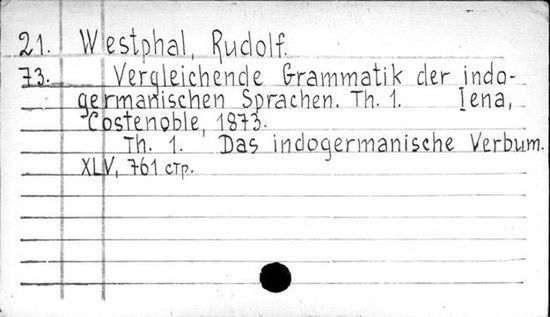 21. Westphal, Rudolf.
73. Vergleichende Grammatik der indo-
germanischen Sprachen. Th. 1. Iena,
Costenoble, 1873.
Th. 1. Das indogermanische Verbum.
XLV, 761 стр.